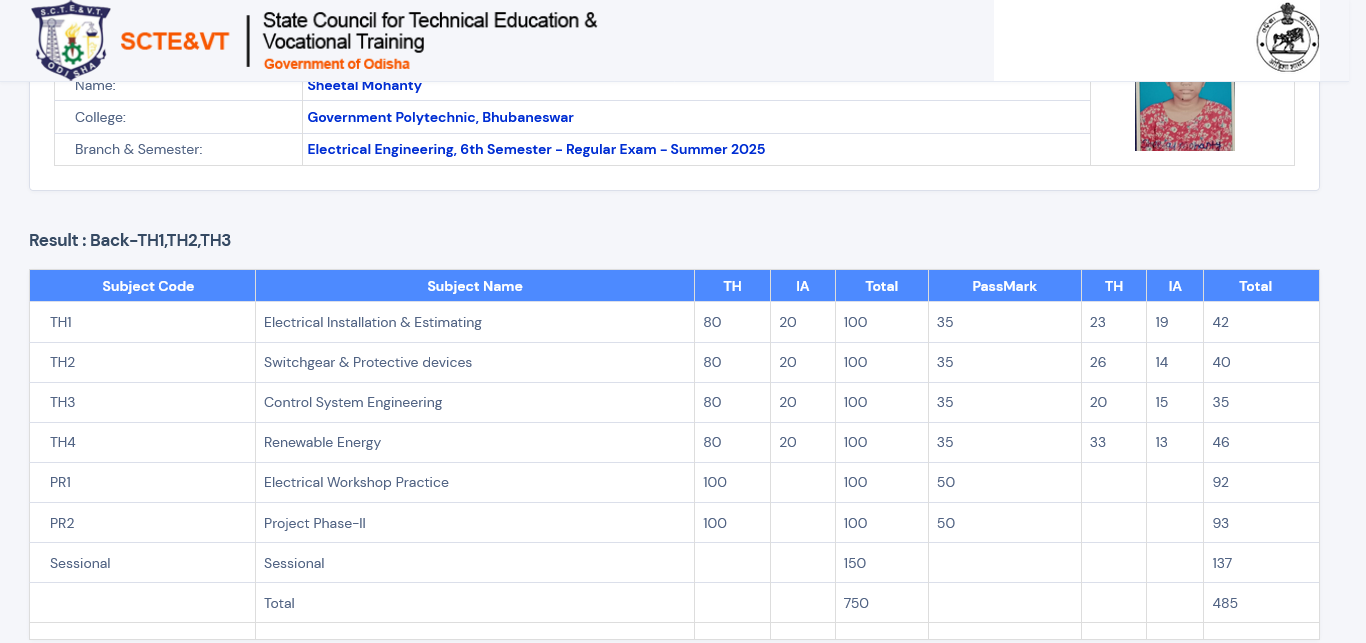 S.C.T.E.&V.T.
ODISHA
SCTE&VT
State Council for Technical Education &
Vocational Training
Government of Odisha
Name: Sheetal Mohanty
College: Government Polytechnic, Bhubaneswar
Branch & Semester: Electrical Engineering, 6th Semester - Regular Exam - Summer 2025
Result : Back-TH1,TH2,TH3
Subject Code Subject Name TH IA Total PassMark TH IA Total
TH1 Electrical Installation & Estimating 80 20 100 35 23 19 42
TH2 Switchgear & Protective devices 80 20 100 35 26 14 40
TH3 Control System Engineering 80 20 100 35 20 15 35
TH4 Renewable Energy 80 20 100 35 33 13 46
PR1 Electrical Workshop Practice 100 100 50 92
PR2 Project Phase-II 100 100 50 93
Sessional Sessional 150 137
Total 750 485